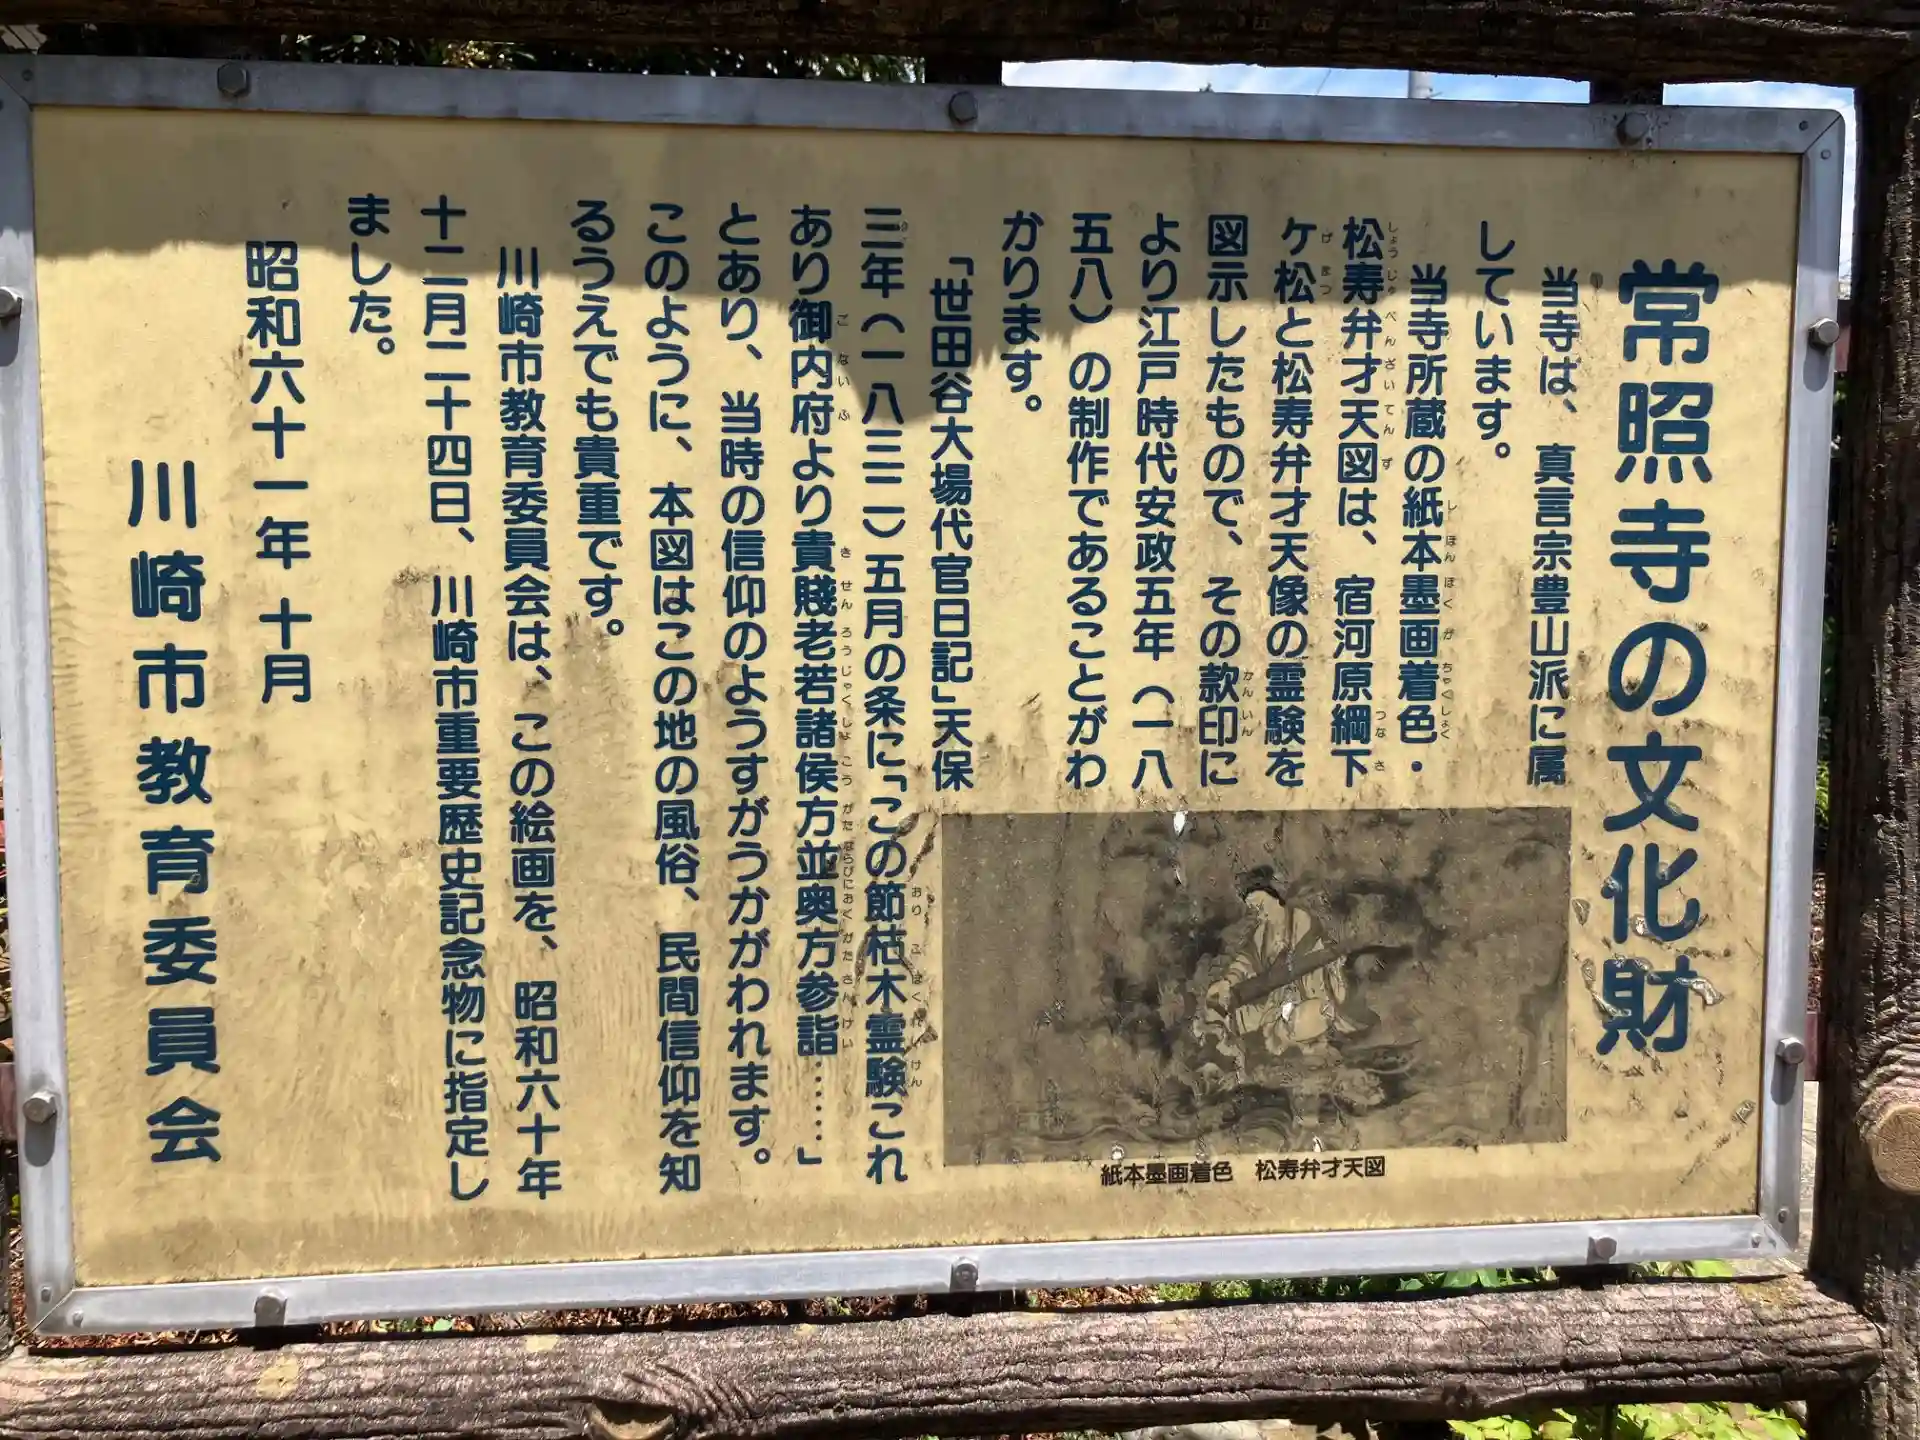 常照寺の文化財
当寺は、真言宗豊山派に属
しています。
当寺所蔵の紙本墨画着色・
松寿弁才天図は、宿河原綱下
ケ松と松寿弁才天像の霊験を
図示したもので、その款印に
より江戸時代安政五年（一八
五八）の制作であることがわ
かります。
「世田谷大場代官日記」天保
三年（一八三二）五月の条に「この節枯木霊験これ
あり御内府より貴賤老若諸侯方並奥方参詣……」
とあり、当時の信仰のようすがうかがわれます。
このように、本図はこの地の風俗、民間信仰を知
るうえでも貴重です。
川崎市教育委員会は、この絵画を、昭和六十年
十二月二十四日、川崎市重要歴史記念物に指定し
ました。
昭和六十一年 十月
川崎市教育委員会
紙本墨画着色　松寿弁才天図